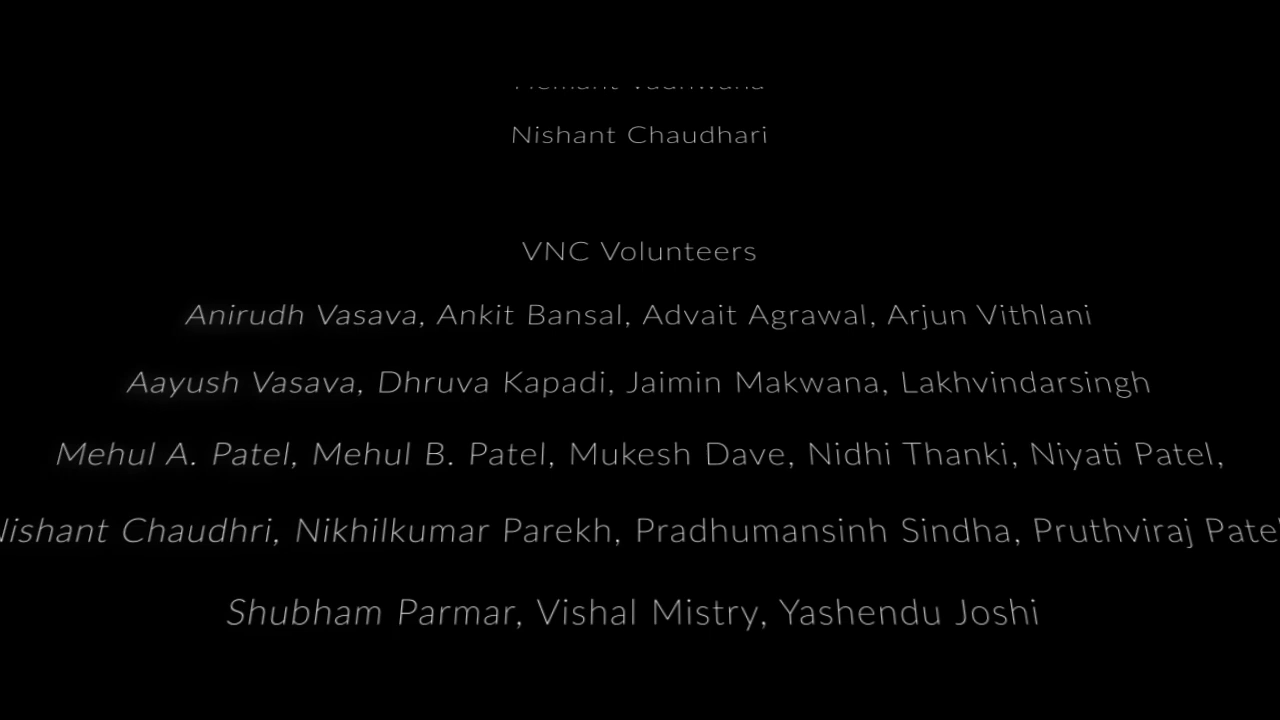 Nishant Chaudhari
VNC Volunteers
Anirudh Vasava, Ankit Bansal, Advait Agrawal, Arjun Vithlani
Aayush Vasava, Dhruva Kapadi, Jaimin Makwana, Lakhvindarsingh
Mehul A. Patel, Mehul B. Patel, Mukesh Dave, Nidhi Thanki, Niyati Patel,
Nishant Chaudhri, Nikhilkumar Parekh, Pradhumansinh Sindha, Pruthviraj Patel
Shubham Parmar, Vishal Mistry, Yashendu Joshi